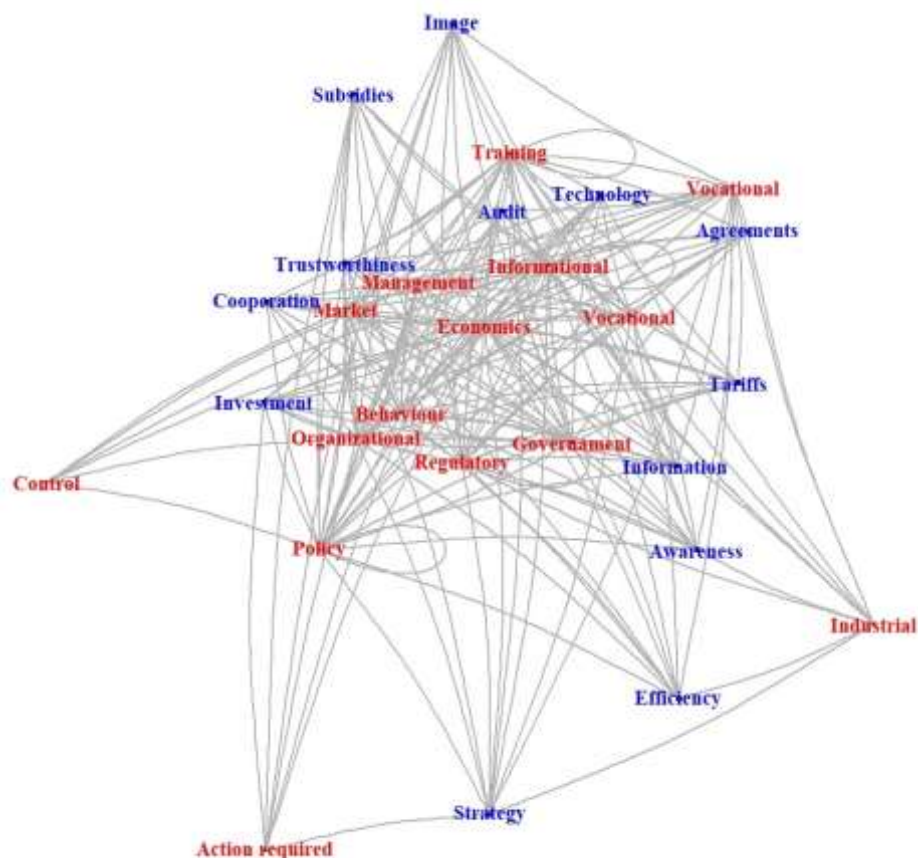 Image
Subsidies
Training
Vocational
Technology
Audit
Agreements
Trustworthiness
Informational
Management
Cooperation
Market
Vocational
Economics
Tariffs
Investment
Behaviour
Organizational
Governament
Regulatory
Information
Control
Policy
Awareness
Industrial
Efficiency
Strategy
Action required